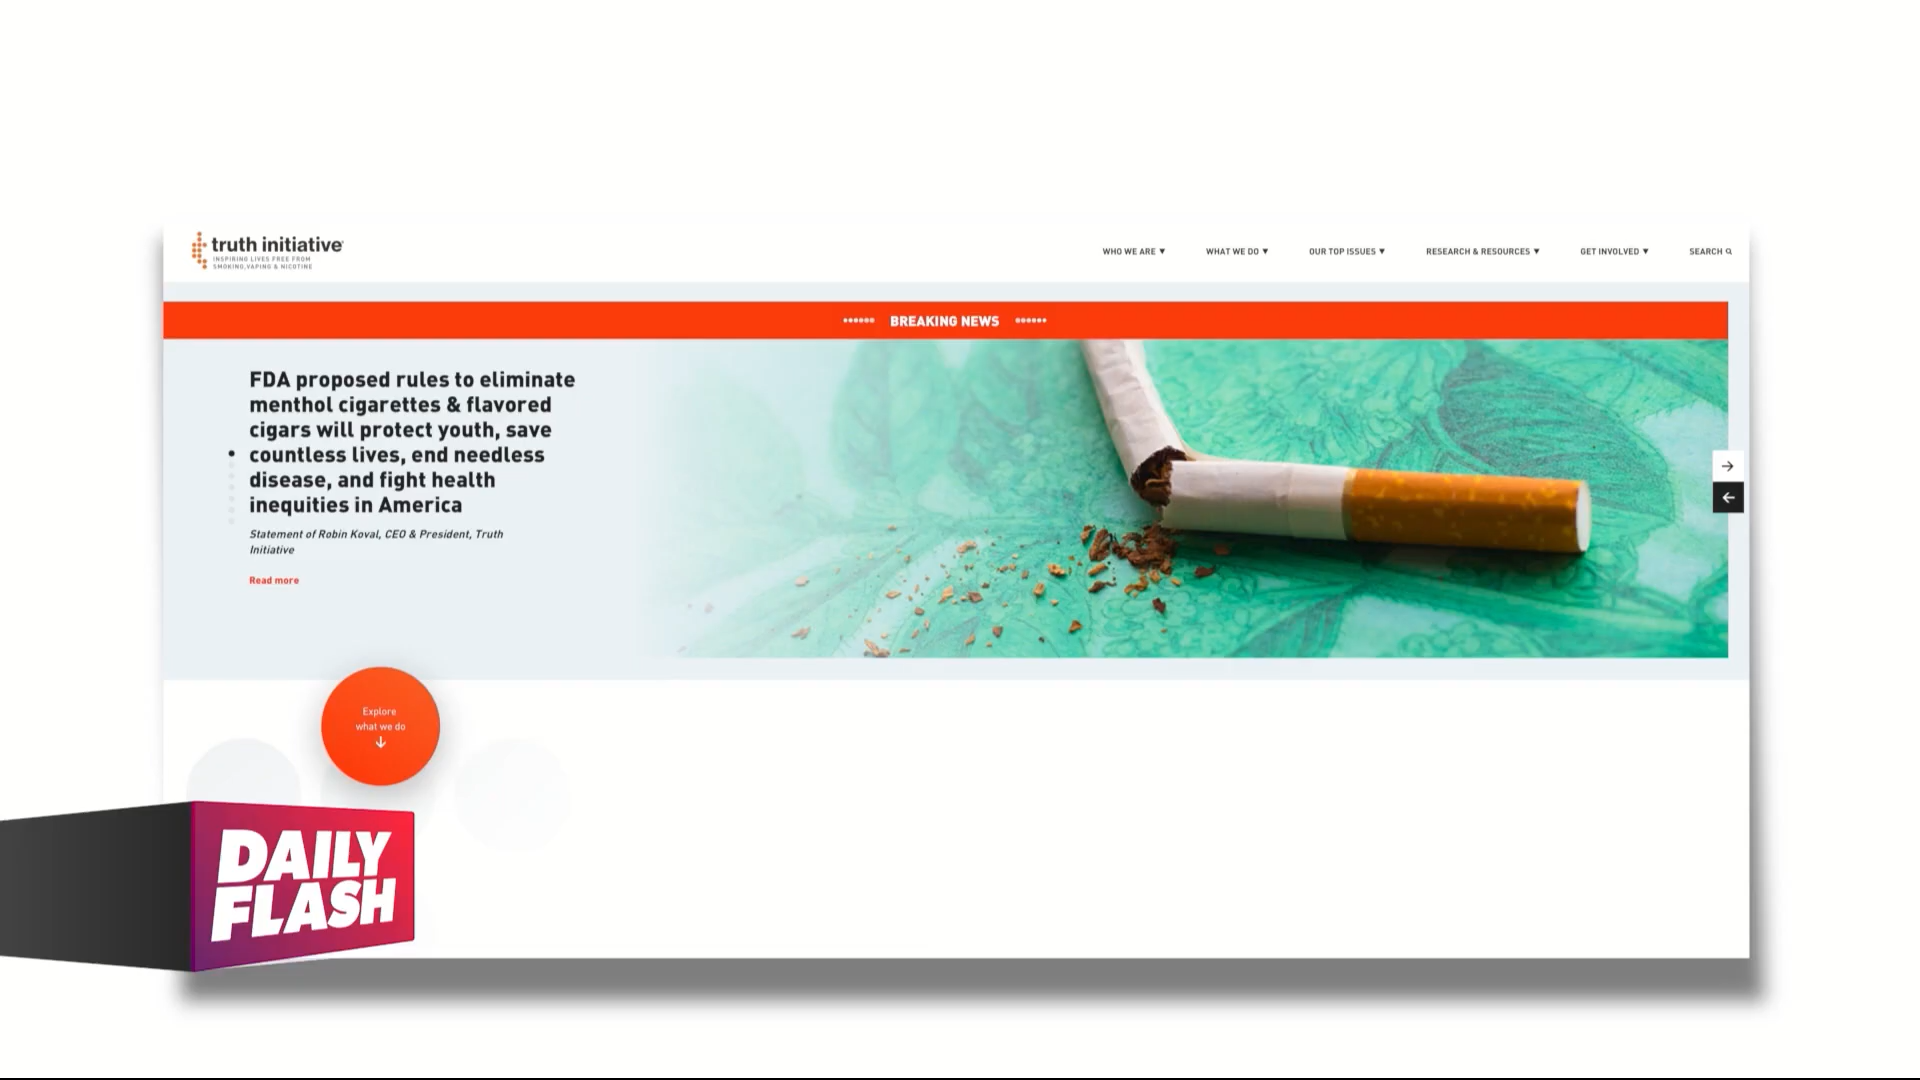 truth initiative
INSPIRING LIVES FREE FROM
SMOKING, VAPING & NICOTINE
WHO WE ARE
WHAT WE DO
OUR TOP ISSUES
RESEARCH & RESOURCES
GET INVOLVED
SEARCH
BREAKING NEWS
FDA proposed rules to eliminate
menthol cigarettes & flavored
cigars will protect youth, save
countless lives, end needless
disease, and fight health
inequities in America
Statement of Robin Koval, CEO & President, Truth
Initiative
Read more
Explore
what we do
DAILY
FLASH